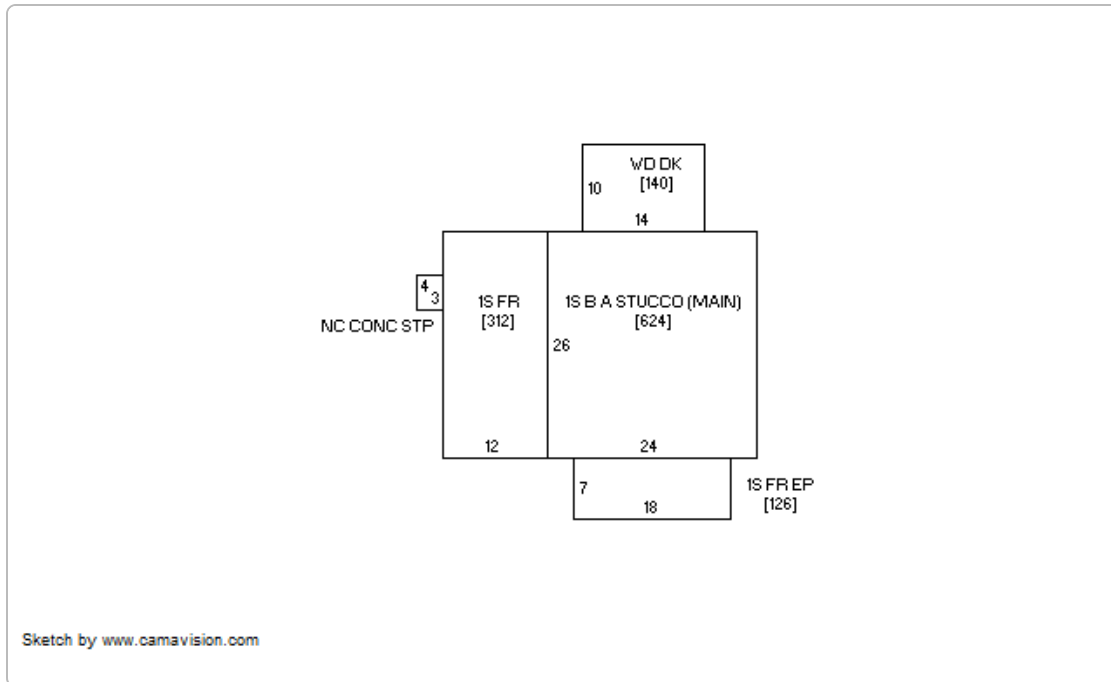 WD DK
[140]
10
14
4
3
NC CONC STP
1S FR
[312]
1S B A STUCCO (MAIN)
[624]
26
12
24
7
18
1S FR EP
[126]
Sketch by www.camavision.com